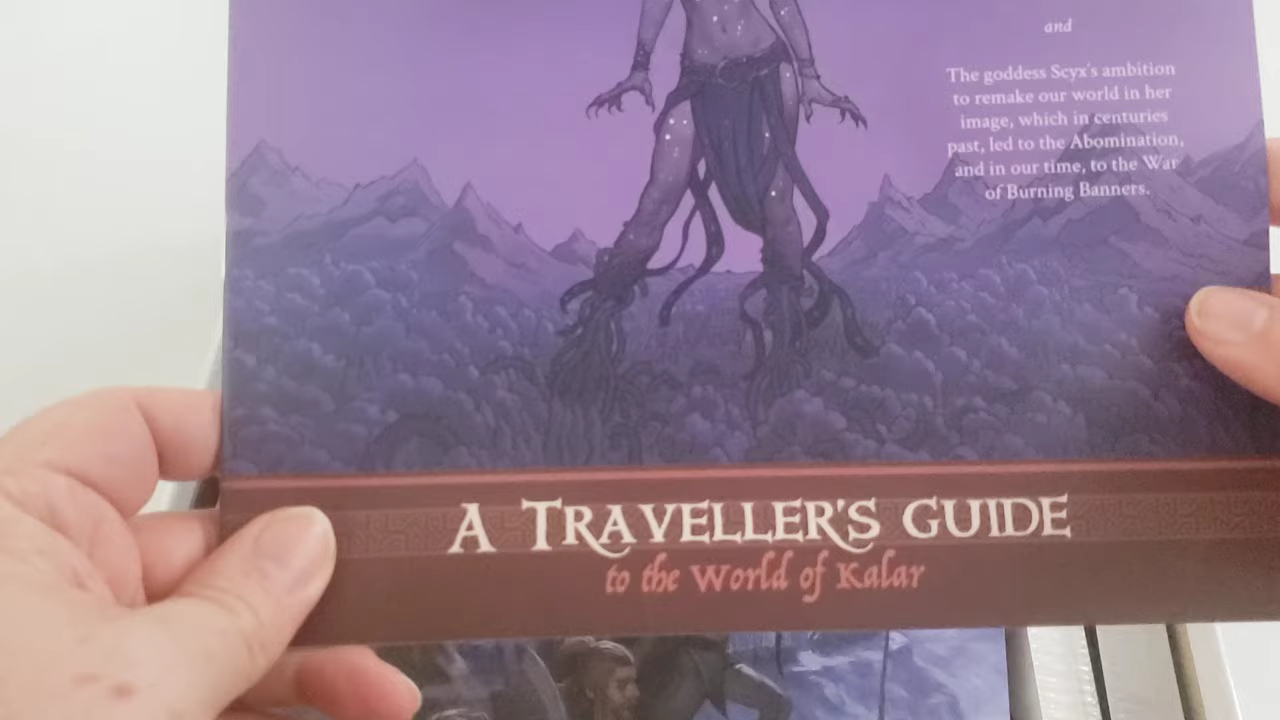 and
The goddess Scyx's ambition
to remake our world in her
image, which in centuries
past, led to the Abomination,
and in our time, to the War
of Burning Banners.
A TRAVELLER'S GUIDE
to the World of Kalar